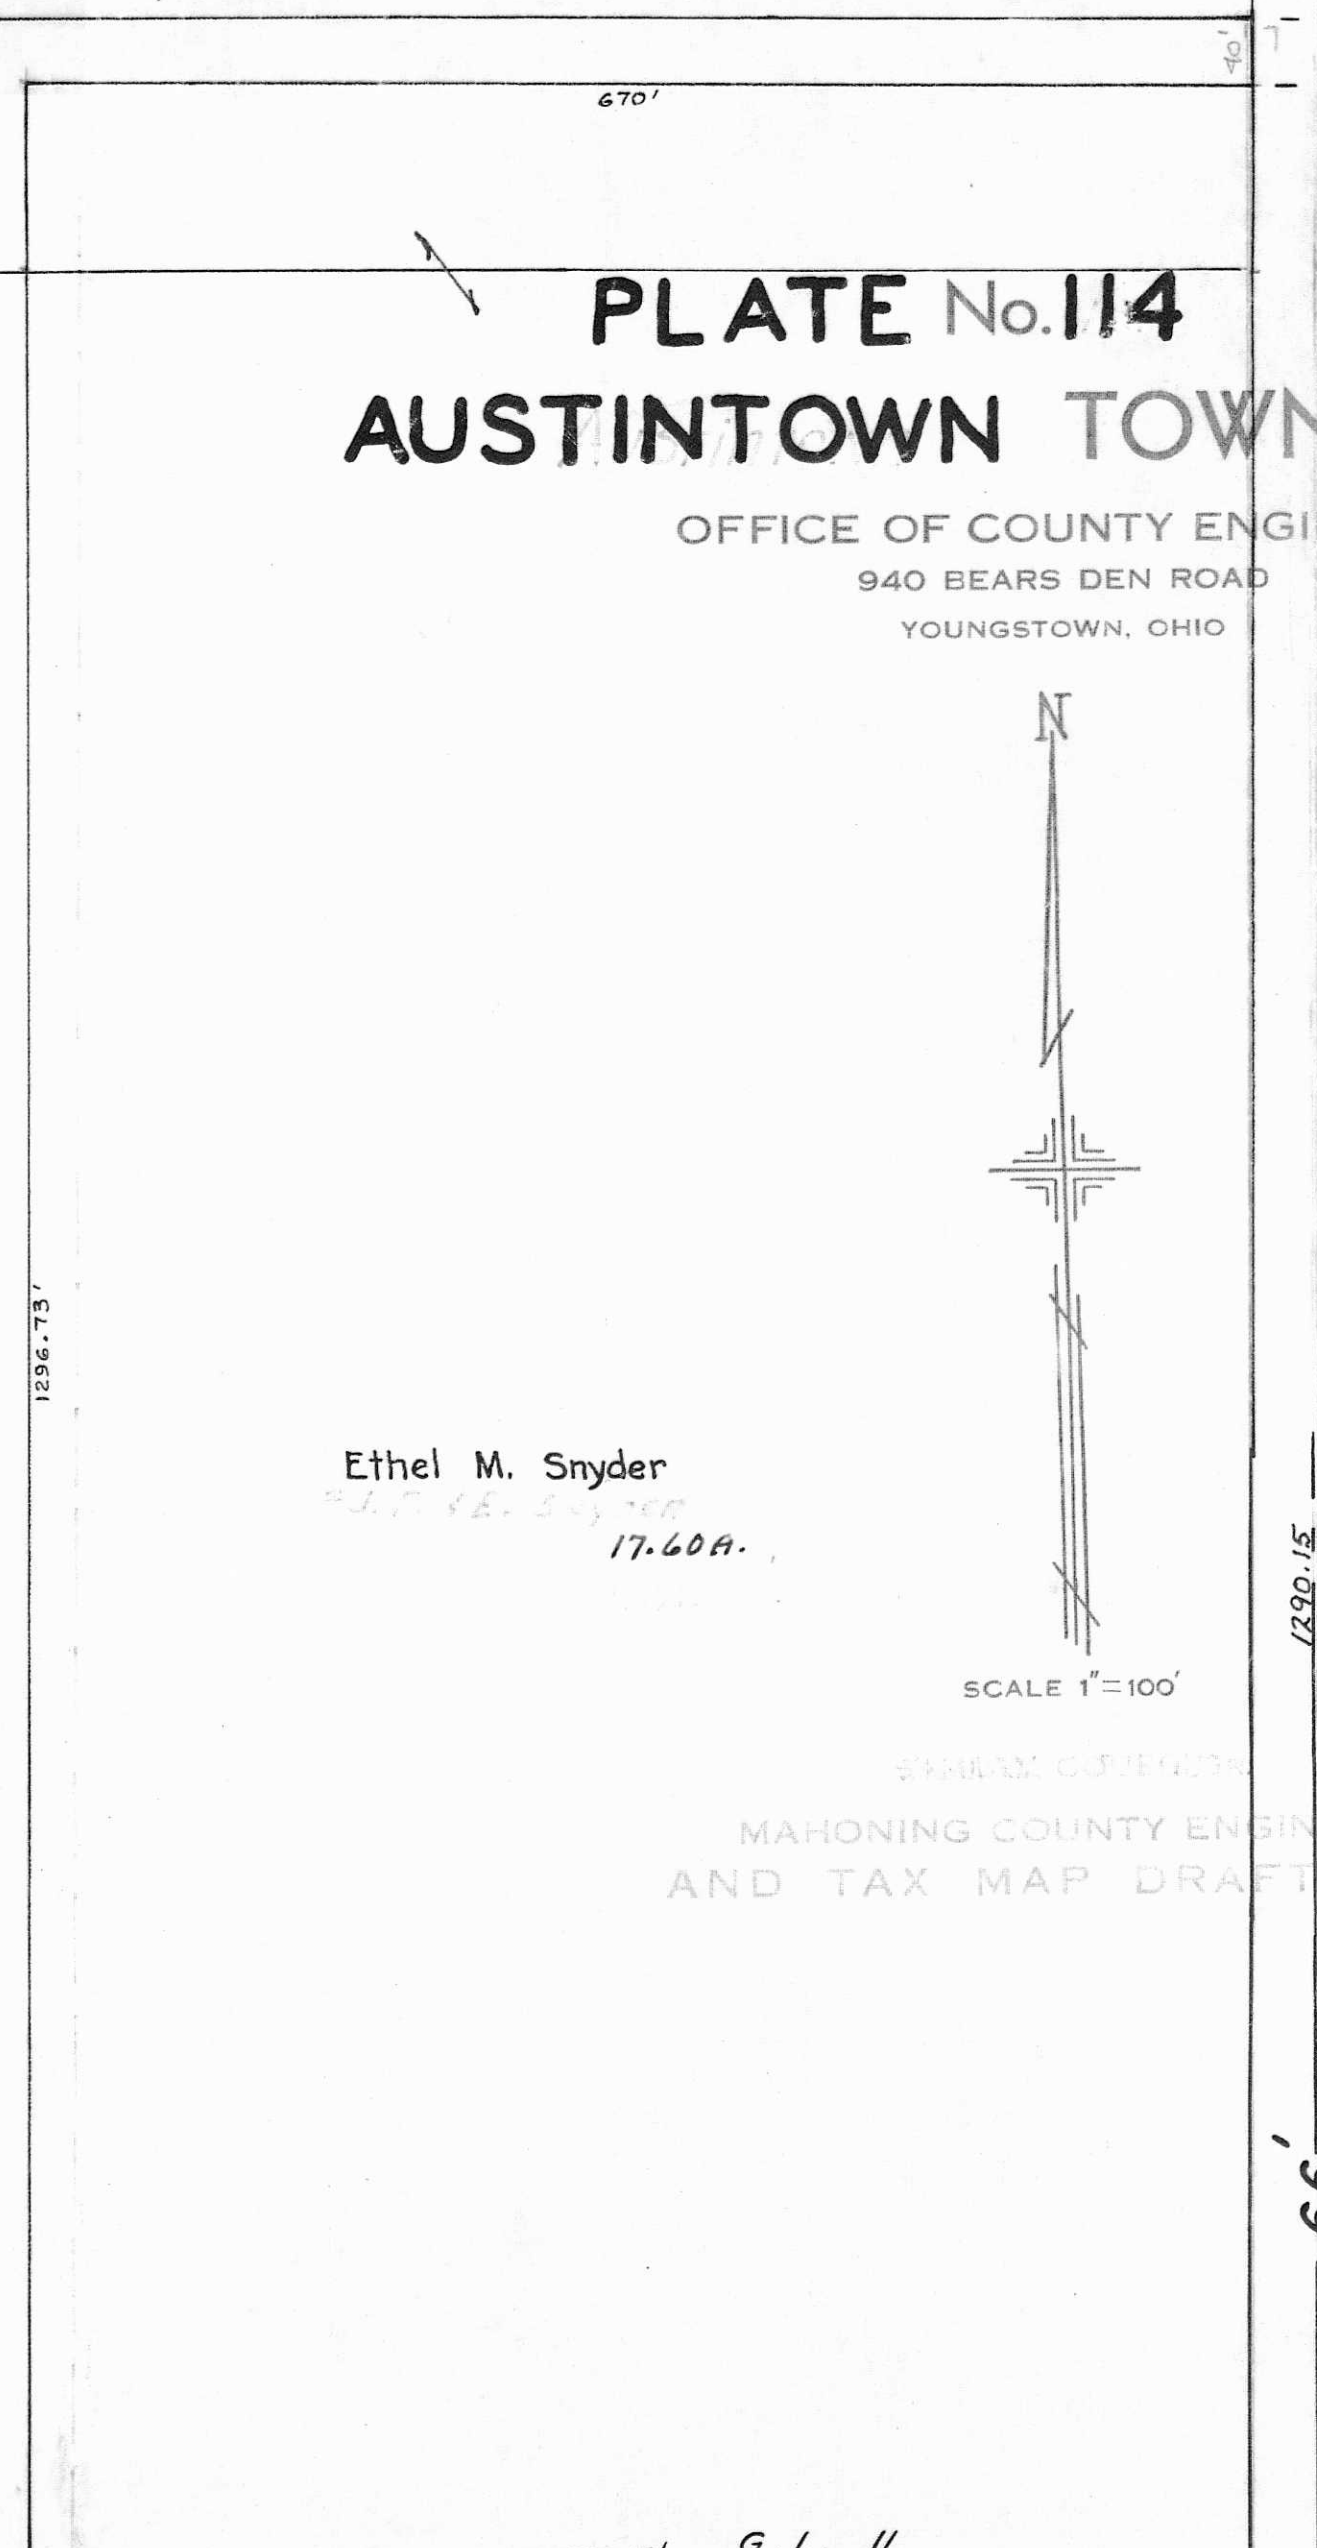 40'
670'
PLATE No. 114
AUSTINTOWN TOWN
OFFICE OF COUNTY ENGI
940 BEARS DEN ROAD
YOUNGSTOWN, OHIO
N
1296.73'
Ethel M. Snyder
17.60A.
1290.15
SCALE 1"=100'
MAHONING COUNTY ENGIN
AND TAX MAP DRAFT
66'